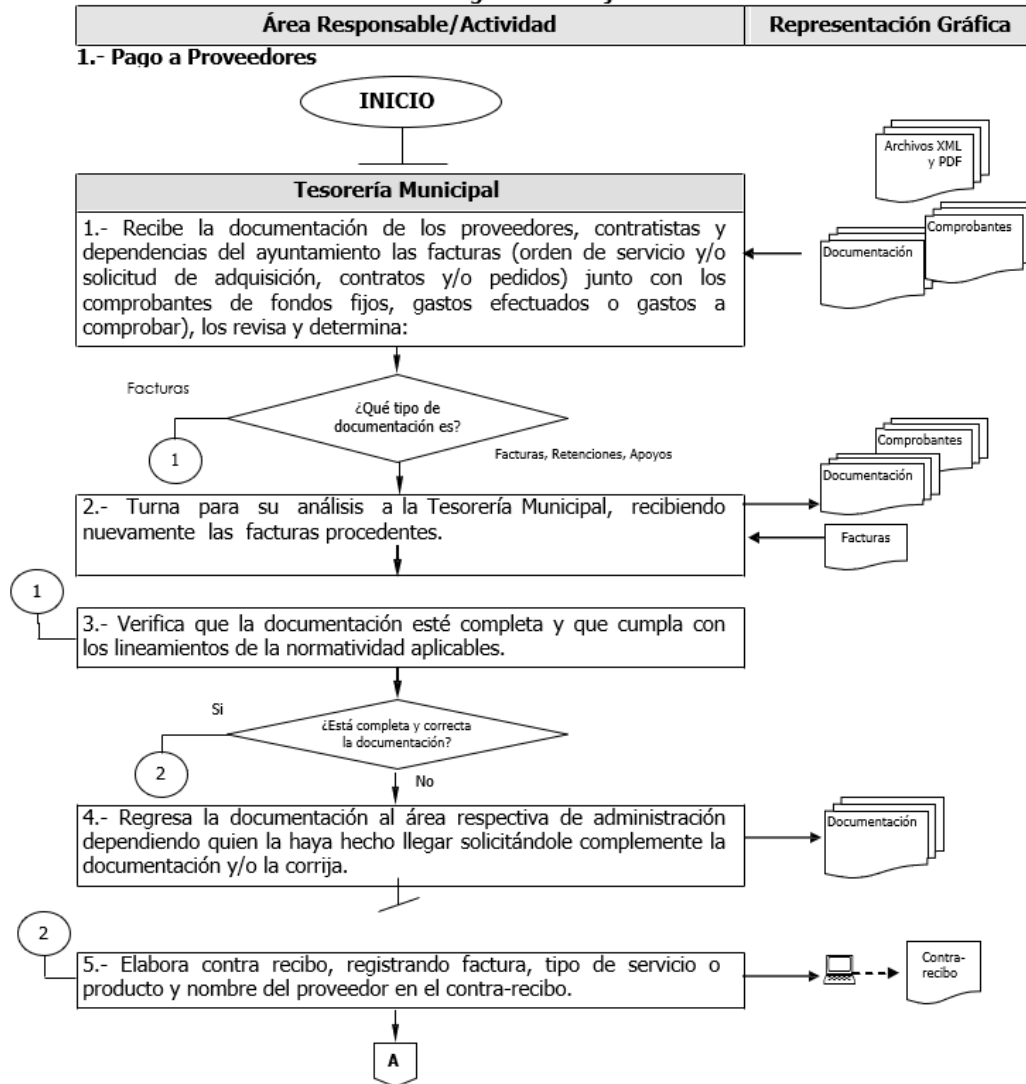 Área Responsable/Actividad
Representación Gráfica
1.- Pago a Proveedores
INICIO
Archivos XML
y PDF
Tesorería Municipal
1.- Recibe la documentación de los proveedores, contratistas y
dependencias del ayuntamiento las facturas (orden de servicio y/o
solicitud de adquisición, contratos y/o pedidos) junto con los
comprobantes de fondos fijos, gastos efectuados o gastos a
comprobar), los revisa y determina:
Comprobantes
Documentación
Facturas
¿Qué tipo de
documentación es?
1
Facturas, Retenciones, Apoyos
Comprobantes
Documentación
2.- Turna para su análisis a la Tesorería Municipal, recibiendo
nuevamente las facturas procedentes.
Facturas
1
3.- Verifica que la documentación esté completa y que cumpla con
los lineamientos de la normatividad aplicables.
Si
¿Está completa y correcta
la documentación?
2
No
4.- Regresa la documentación al área respectiva de administración
dependiendo quien la haya hecho llegar solicitándole complemente la
documentación y/o la corrija.
Documentación
2
5.- Elabora contra recibo, registrando factura, tipo de servicio o
producto y nombre del proveedor en el contra-recibo.
Contra-
recibo
A